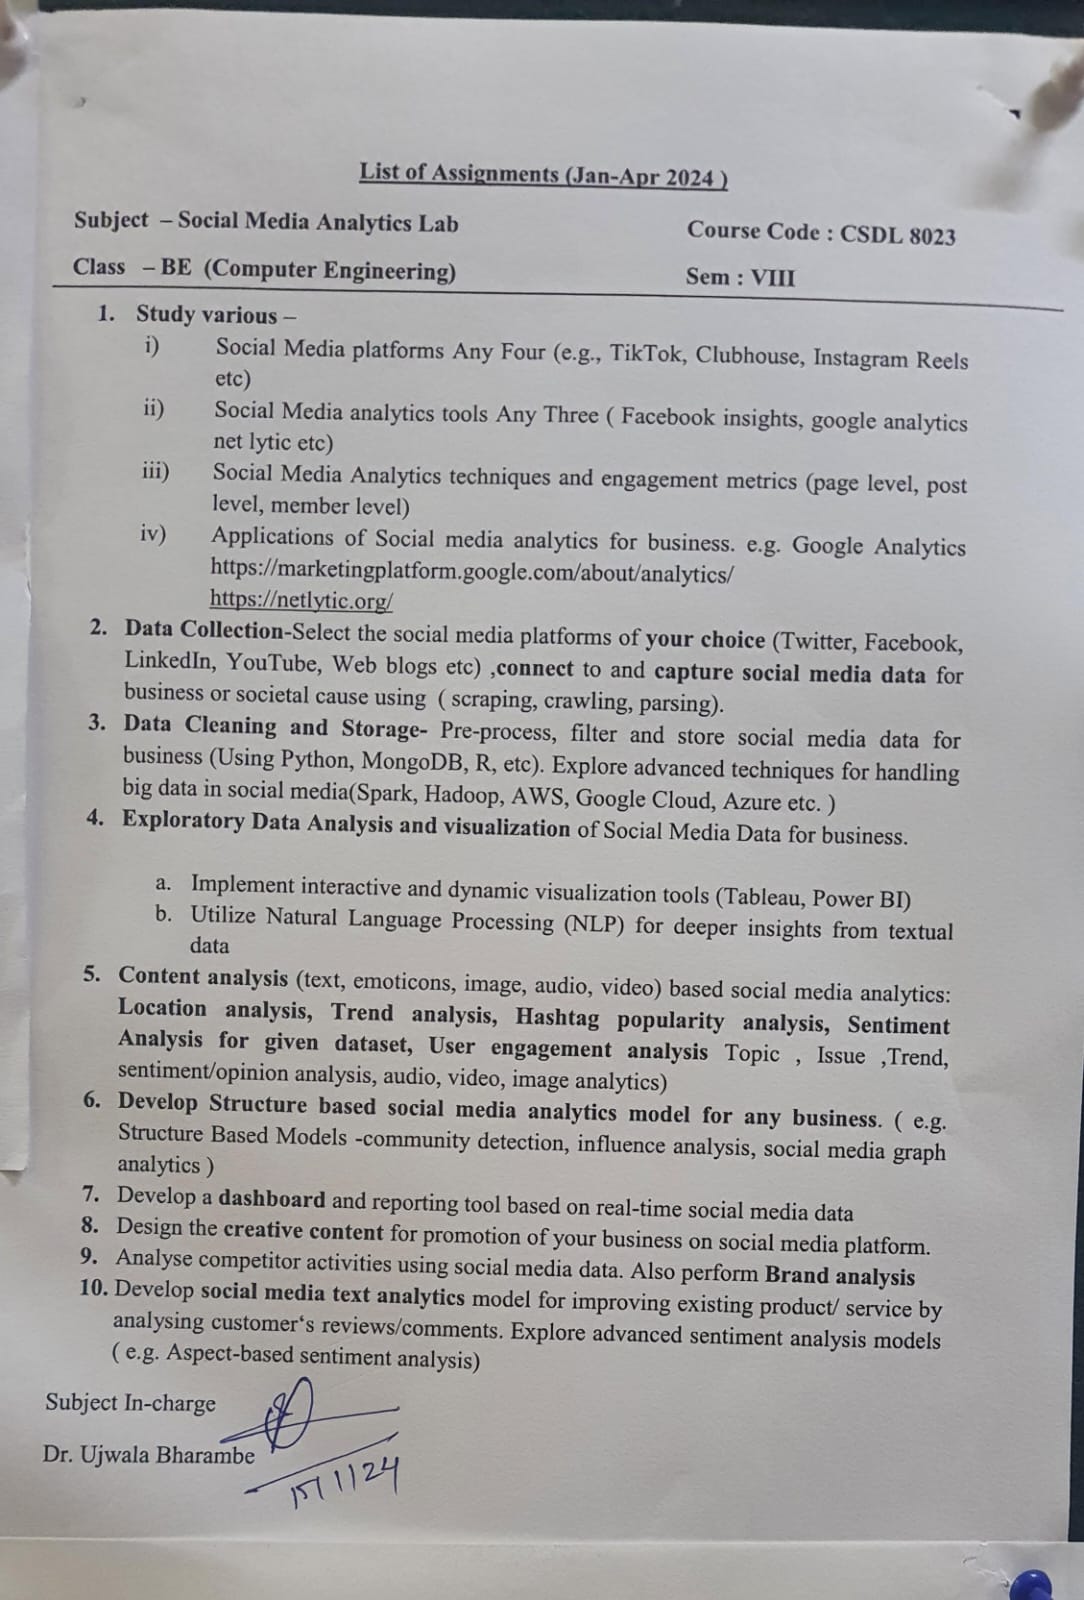 List of Assignments (Jan-Apr 2024 )
Subject – Social Media Analytics Lab
Course Code : CSDL 8023
Class – BE (Computer Engineering)
Sem : VIII
1. Study various –
i) Social Media platforms Any Four (e.g., TikTok, Clubhouse, Instagram Reels
etc)
ii) Social Media analytics tools Any Three ( Facebook insights, google analytics
net lytic etc)
iii) Social Media Analytics techniques and engagement metrics (page level, post
level, member level)
iv) Applications of Social media analytics for business. e.g. Google Analytics
https://marketingplatform.google.com/about/analytics/
https://netlytic.org/
2. Data Collection-Select the social media platforms of your choice (Twitter, Facebook,
LinkedIn, YouTube, Web blogs etc) ,connect to and capture social media data for
business or societal cause using ( scraping, crawling, parsing).
3. Data Cleaning and Storage- Pre-process, filter and store social media data for
business (Using Python, MongoDB, R, etc). Explore advanced techniques for handling
big data in social media(Spark, Hadoop, AWS, Google Cloud, Azure etc. )
4. Exploratory Data Analysis and visualization of Social Media Data for business.
a. Implement interactive and dynamic visualization tools (Tableau, Power BI)
b. Utilize Natural Language Processing (NLP) for deeper insights from textual
data
5. Content analysis (text, emoticons, image, audio, video) based social media analytics:
Location analysis, Trend analysis, Hashtag popularity analysis, Sentiment
Analysis for given dataset, User engagement analysis Topic , Issue ,Trend,
sentiment/opinion analysis, audio, video, image analytics)
6. Develop Structure based social media analytics model for any business. ( e.g.
Structure Based Models -community detection, influence analysis, social media graph
analytics )
7. Develop a dashboard and reporting tool based on real-time social media data
8. Design the creative content for promotion of your business on social media platform.
9. Analyse competitor activities using social media data. Also perform Brand analysis
10. Develop social media text analytics model for improving existing product/ service by
analysing customer‘s reviews/comments. Explore advanced sentiment analysis models
( e.g. Aspect-based sentiment analysis)
Subject In-charge
Dr. Ujwala Bharambe
15/1/24